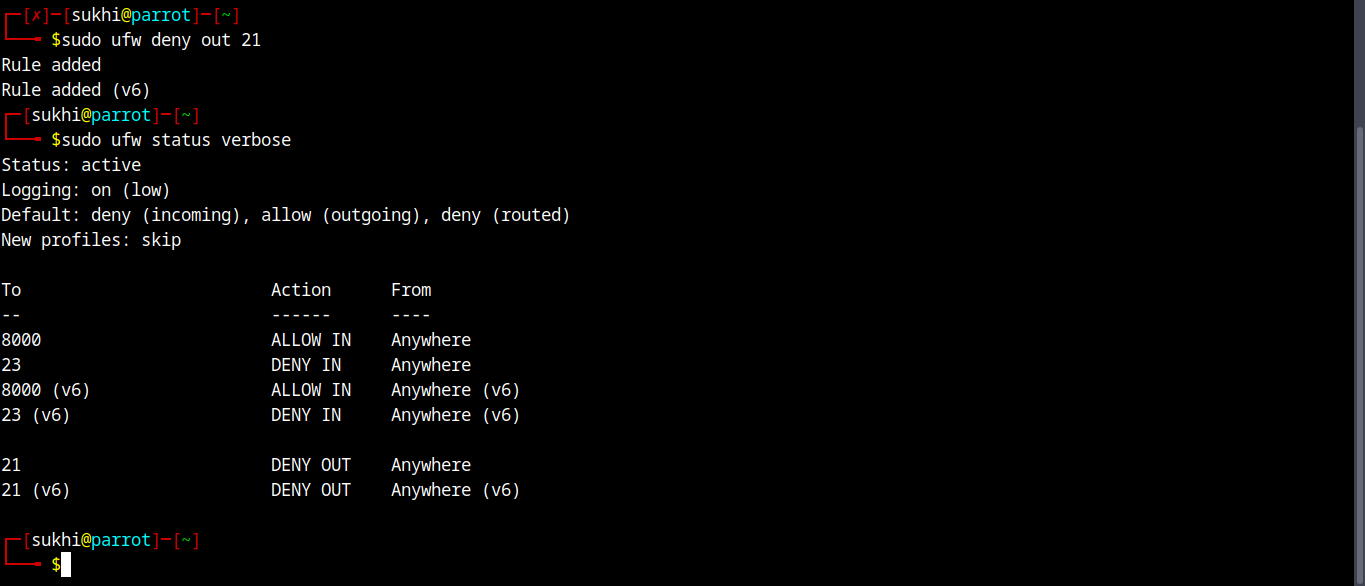 ┌─[✗]─[sukhi@parrot]─[~]
└──╼ $sudo ufw deny out 21
Rule added
Rule added (v6)
┌─[sukhi@parrot]─[~]
└──╼ $sudo ufw status verbose
Status: active
Logging: on (low)
Default: deny (incoming), allow (outgoing), deny (routed)
New profiles: skip

To                         Action      From
--                         ------      ----
8000                       ALLOW IN    Anywhere
23                         DENY IN     Anywhere
8000 (v6)                  ALLOW IN    Anywhere (v6)
23 (v6)                    DENY IN     Anywhere (v6)

21                         DENY OUT    Anywhere
21 (v6)                    DENY OUT    Anywhere (v6)

┌─[sukhi@parrot]─[~]
└──╼ $